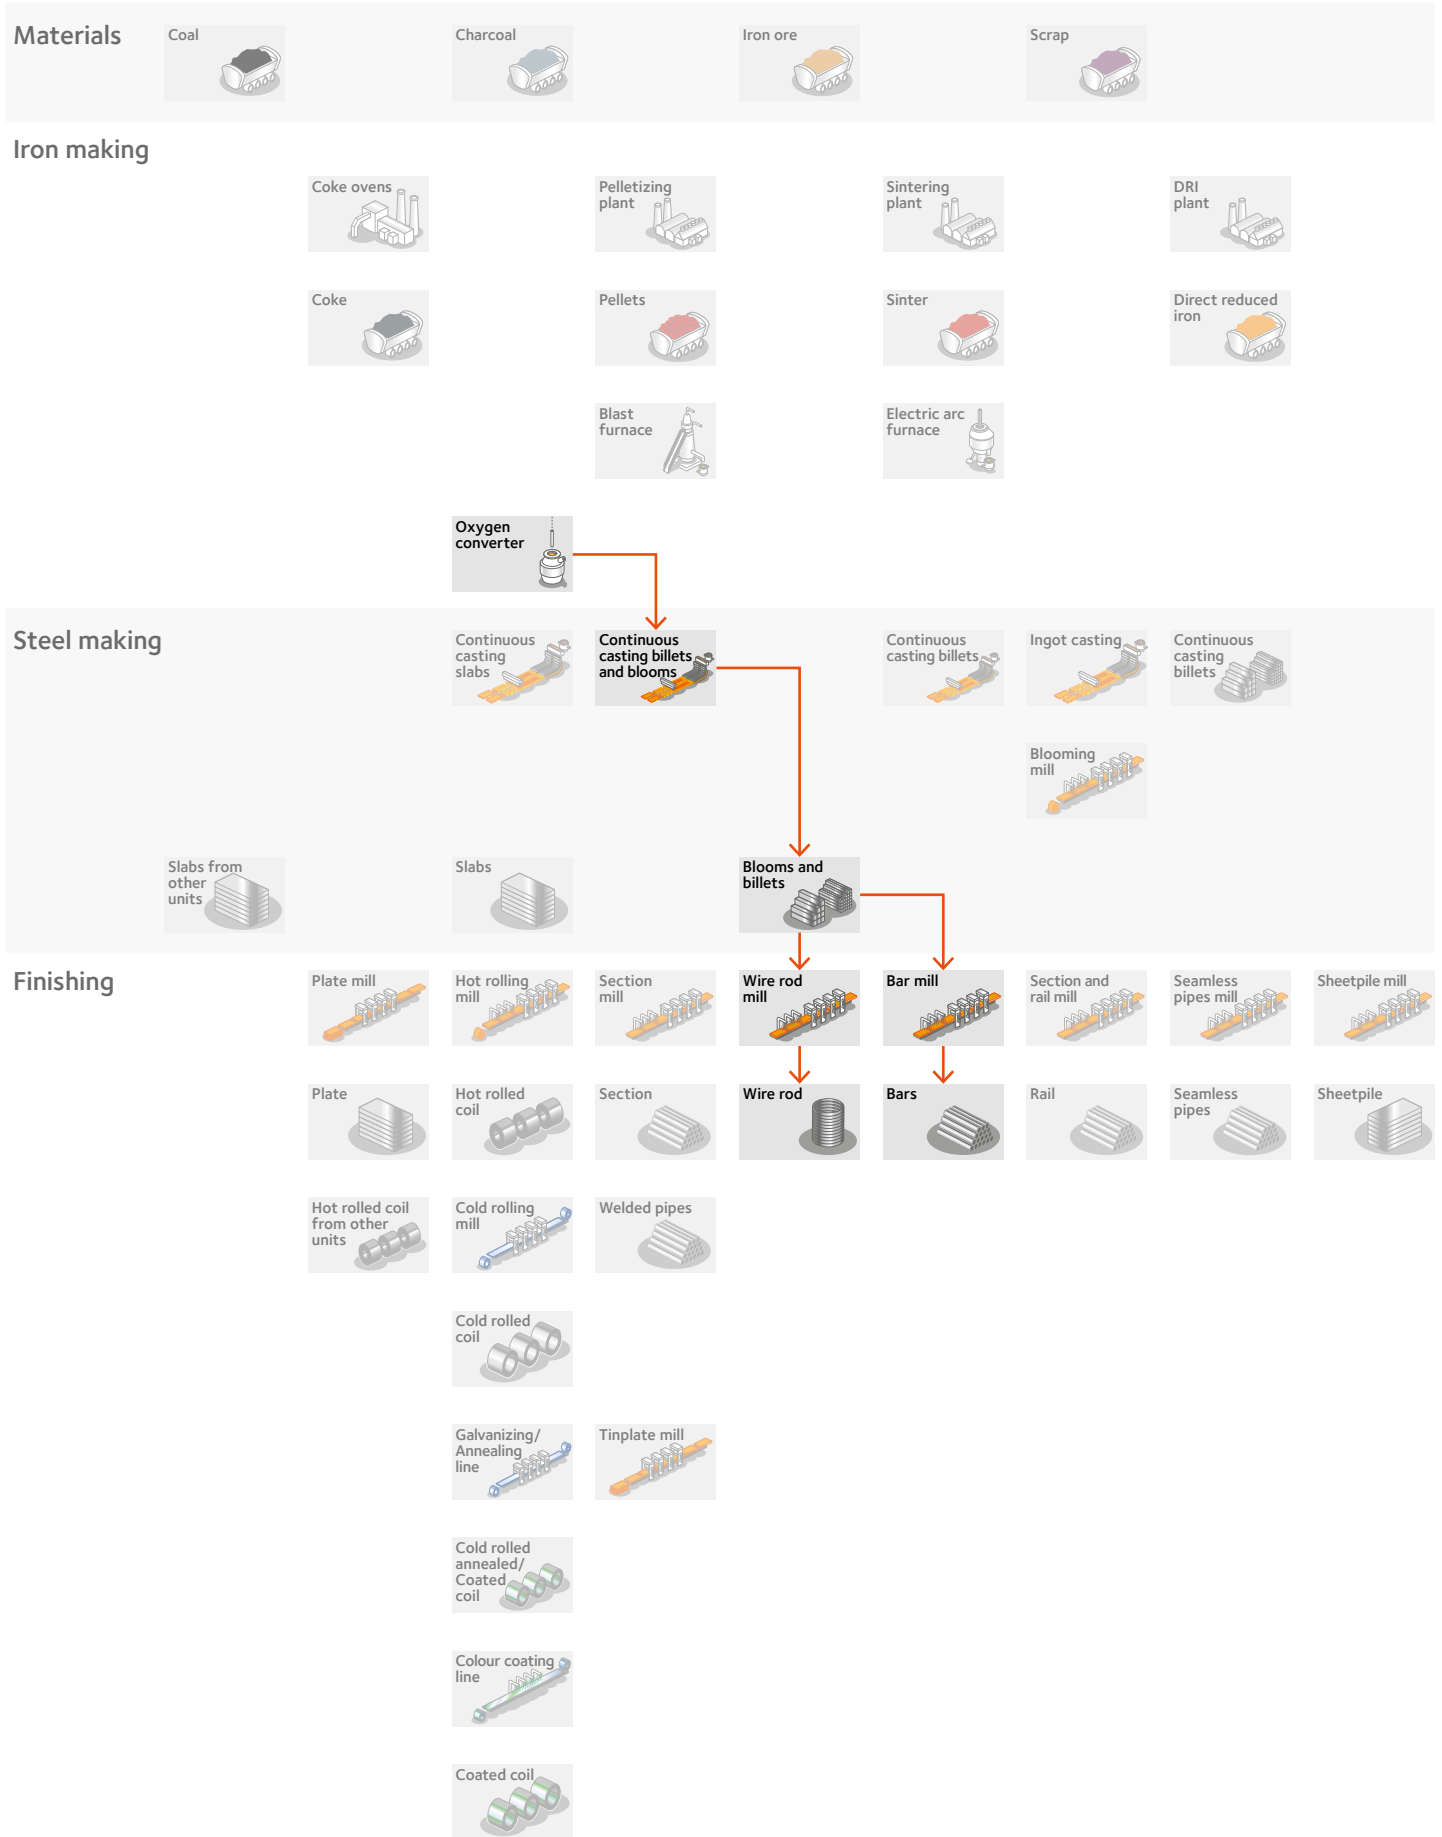 Materials
Coal
Charcoal
Iron ore
Scrap
Iron making
Coke ovens
Pelletizing
plant
Sintering
plant
DRI
plant
Coke
Pellets
Sinter
Direct reduced
iron
Blast
furnace
Electric arc
furnace
Oxygen
converter
Steel making
Continuous
casting
slabs
Continuous
casting billets
and blooms
Continuous
casting billets
Ingot casting
Continuous
casting
billets
Blooming
mill
Slabs from
other
units
Slabs
Blooms and
billets
Finishing
Plate mill
Hot rolling
mill
Section
mill
Wire rod
mill
Bar mill
Section and
rail mill
Seamless
pipes mill
Sheetpile mill
Plate
Hot rolled
coil
Section
Wire rod
Bars
Rail
Seamless
pipes
Sheetpile
Hot rolled coil
from other
units
Cold rolling
mill
Welded pipes
Cold rolled
coil
Galvanizing/
Annealing
line
Tinplate mill
Cold rolled
annealed/
Coated
coil
Colour coating
line
Coated coil